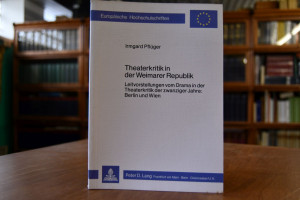 Europäische Hochschulschriften
Irmgard Pflüger
Theaterkritik in
der Weimarer Republik
Leitvorstellungen vom Drama in der
Theaterkritik der zwanziger Jahre:
Berlin und Wien
Peter D. Lang